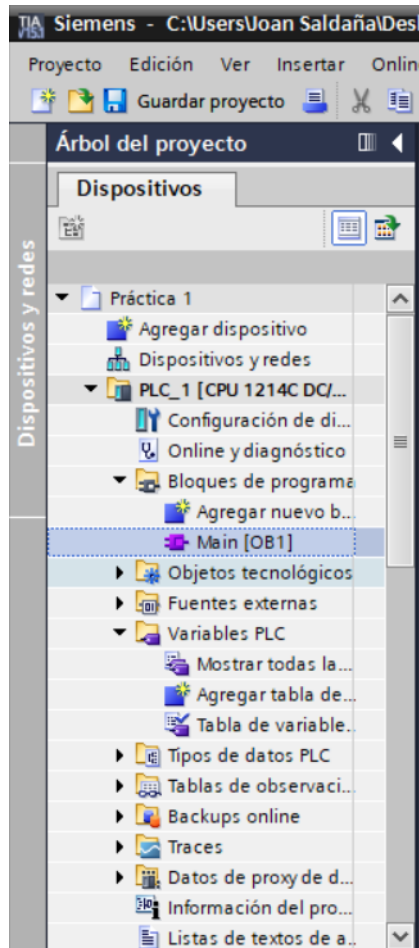 Siemens - C:\Users\Joan Saldaña\Des
Proyecto Edición Ver Insertar Onlin
Guardar proyecto
Árbol del proyecto
Dispositivos
Dispositivos y redes
Práctica 1
Agregar dispositivo
Dispositivos y redes
PLC_1 [CPU 1214C DC/...
Configuración de di...
Online y diagnóstico
Bloques de programa
Agregar nuevo b...
Main [OB1]
Objetos tecnológicos
Fuentes externas
Variables PLC
Mostrar todas la...
Agregar tabla de...
Tabla de variable..
Tipos de datos PLC
Tablas de observaci...
Backups online
Traces
Datos de proxy de d...
Información del pro...
Listas de textos de a..